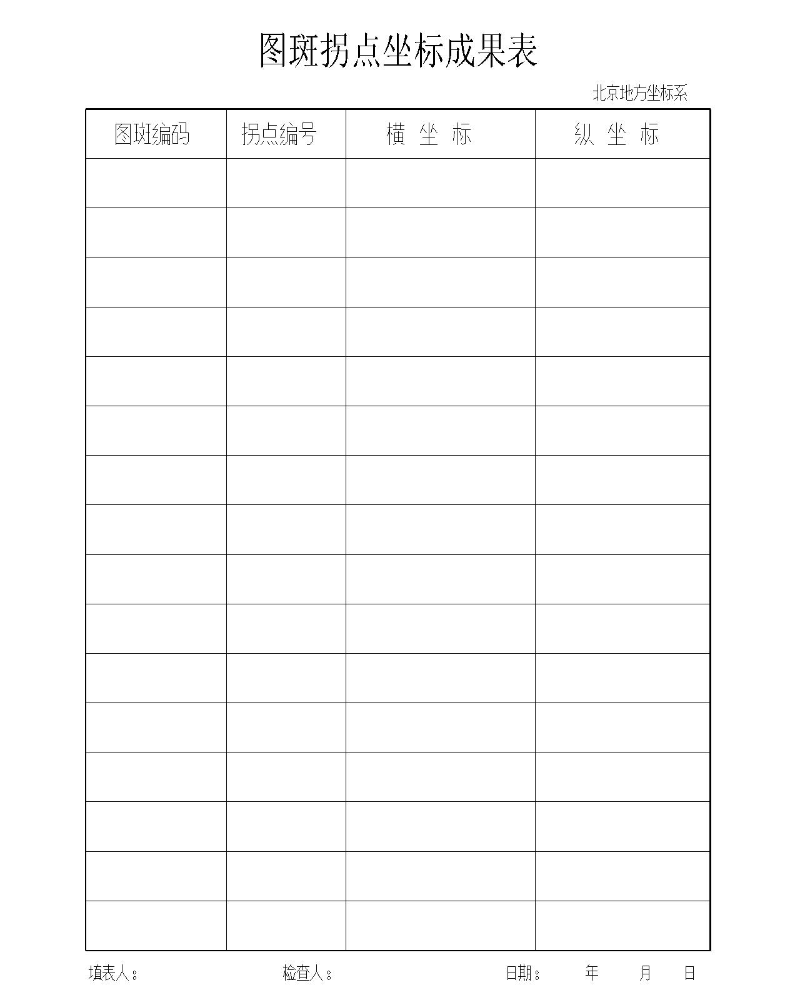 图斑拐点坐标成果表
北京地方坐标系
图斑编码 拐点编号 横 坐 标 纵 坐 标
填表人： 检查人： 日期： 年 月 日